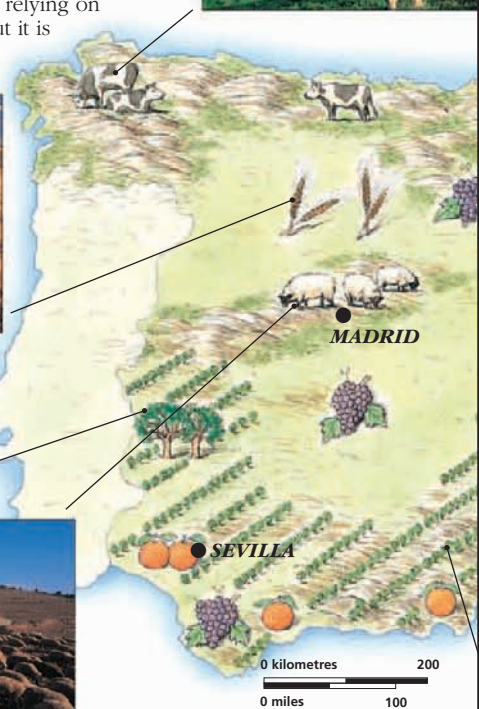 relying on
ut it is
MADRID
SEVILLA
0 kilometres 200
0 miles 100